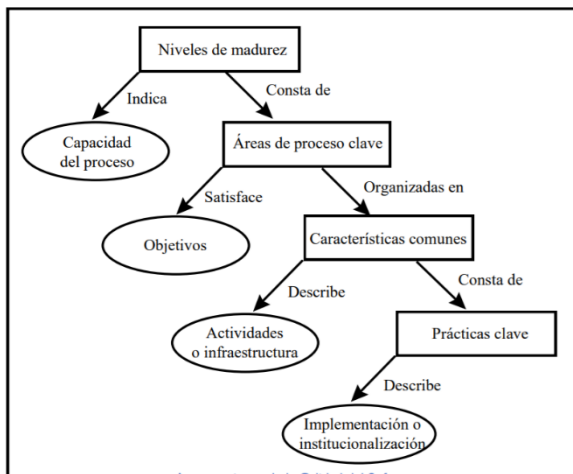 Niveles de madurez
Indica
Consta de
Capacidad
del proceso
Áreas de proceso clave
Satisface
Organizadas en
Objetivos
Características comunes
Describe
Consta de
Actividades
o infraestructura
Prácticas clave
Describe
Implementación o
institucionalización